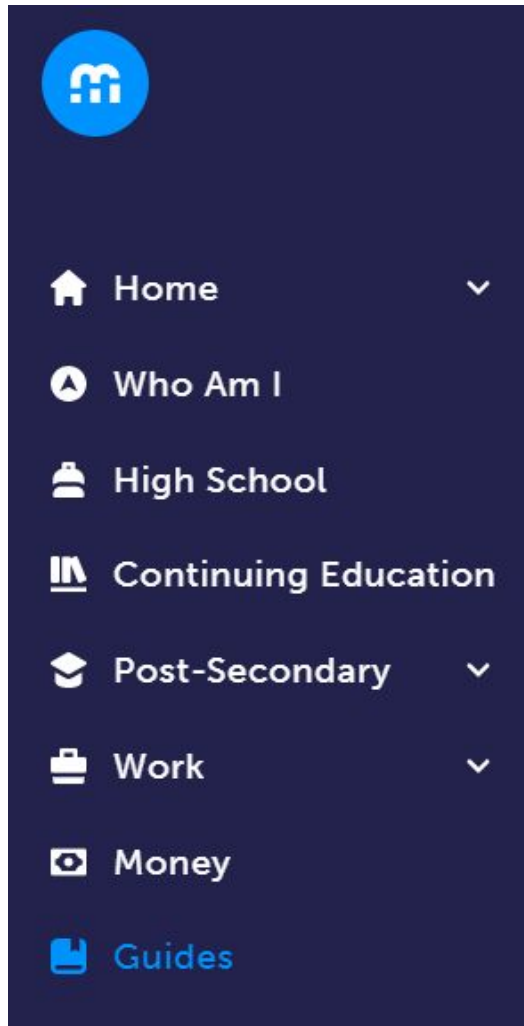 Home
Who Am I
High School
Continuing Education
Post-Secondary
Work
Money
Guides